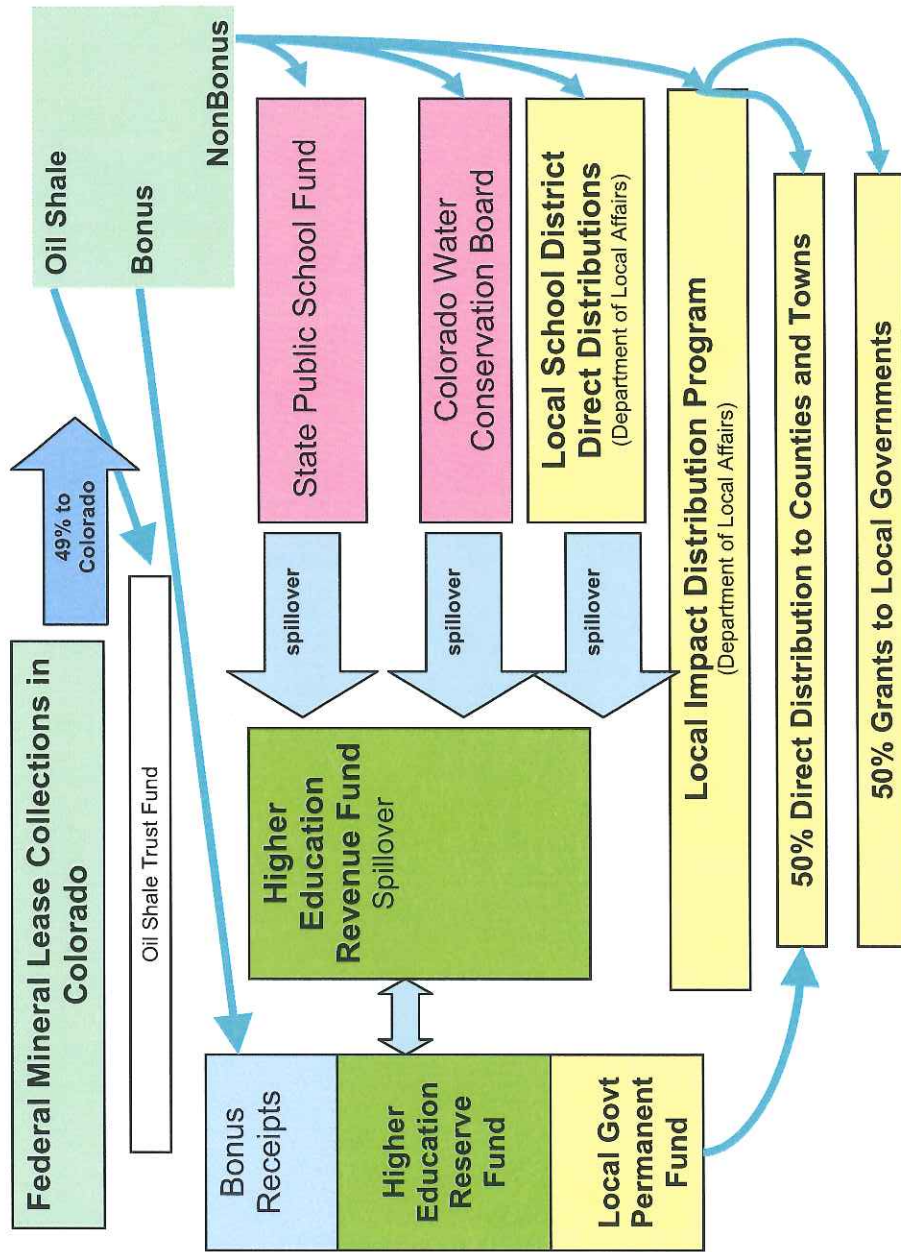 Federal Mineral Lease Collections in
Colorado
49% to
Colorado
Oil Shale
Bonus
NonBonus
Oil Shale Trust Fund
Bonus
Receipts
Higher
Education
Reserve
Fund
Local Govt
Permanent
Fund
Higher
Education
Revenue Fund
Spillover
spillover
spillover
spillover
State Public School Fund
Colorado Water
Conservation Board
Local School District
Direct Distributions
(Department of Local Affairs)
Local Impact Distribution Program
(Department of Local Affairs)
50% Direct Distribution to Counties and Towns
50% Grants to Local Governments